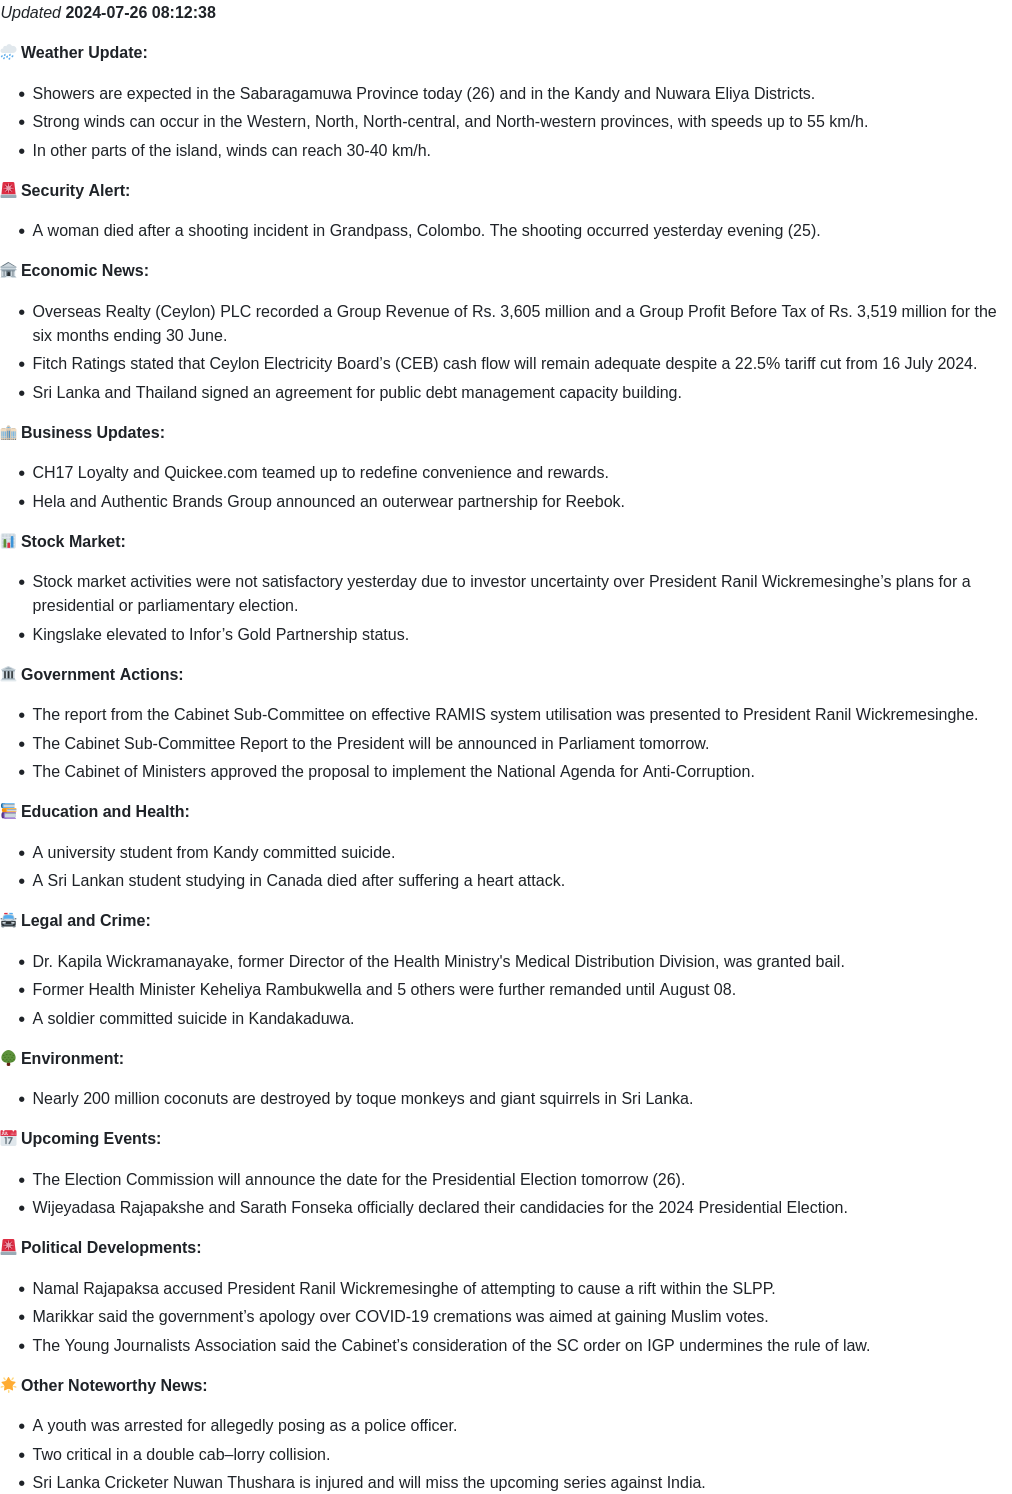 Updated 2024-07-26 08:12:38
Weather Update:
Showers are expected in the Sabaragamuwa Province today (26) and in the Kandy and Nuwara Eliya Districts.
Strong winds can occur in the Western, North, North-central, and North-western provinces, with speeds up to 55 km/h.
In other parts of the island, winds can reach 30-40 km/h.
Security Alert:
A woman died after a shooting incident in Grandpass, Colombo. The shooting occurred yesterday evening (25).
Economic News:
Overseas Realty (Ceylon) PLC recorded a Group Revenue of Rs. 3,605 million and a Group Profit Before Tax of Rs. 3,519 million for the
six months ending 30 June.
Fitch Ratings stated that Ceylon Electricity Board’s (CEB) cash flow will remain adequate despite a 22.5% tariff cut from 16 July 2024.
Sri Lanka and Thailand signed an agreement for public debt management capacity building.
Business Updates:
CH17 Loyalty and Quickee.com teamed up to redefine convenience and rewards.
Hela and Authentic Brands Group announced an outerwear partnership for Reebok.
Stock Market:
Stock market activities were not satisfactory yesterday due to investor uncertainty over President Ranil Wickremesinghe’s plans for a
presidential or parliamentary election.
Kingslake elevated to Infor’s Gold Partnership status.
Government Actions:
The report from the Cabinet Sub-Committee on effective RAMIS system utilisation was presented to President Ranil Wickremesinghe.
The Cabinet Sub-Committee Report to the President will be announced in Parliament tomorrow.
The Cabinet of Ministers approved the proposal to implement the National Agenda for Anti-Corruption.
Education and Health:
A university student from Kandy committed suicide.
A Sri Lankan student studying in Canada died after suffering a heart attack.
Legal and Crime:
Dr. Kapila Wickramanayake, former Director of the Health Ministry's Medical Distribution Division, was granted bail.
Former Health Minister Keheliya Rambukwella and 5 others were further remanded until August 08.
A soldier committed suicide in Kandakaduwa.
Environment:
Nearly 200 million coconuts are destroyed by toque monkeys and giant squirrels in Sri Lanka.
Upcoming Events:
The Election Commission will announce the date for the Presidential Election tomorrow (26).
Wijeyadasa Rajapakshe and Sarath Fonseka officially declared their candidacies for the 2024 Presidential Election.
Political Developments:
Namal Rajapaksa accused President Ranil Wickremesinghe of attempting to cause a rift within the SLPP.
Marikkar said the government’s apology over COVID-19 cremations was aimed at gaining Muslim votes.
The Young Journalists Association said the Cabinet’s consideration of the SC order on IGP undermines the rule of law.
Other Noteworthy News:
A youth was arrested for allegedly posing as a police officer.
Two critical in a double cab–lorry collision.
Sri Lanka Cricketer Nuwan Thushara is injured and will miss the upcoming series against India.